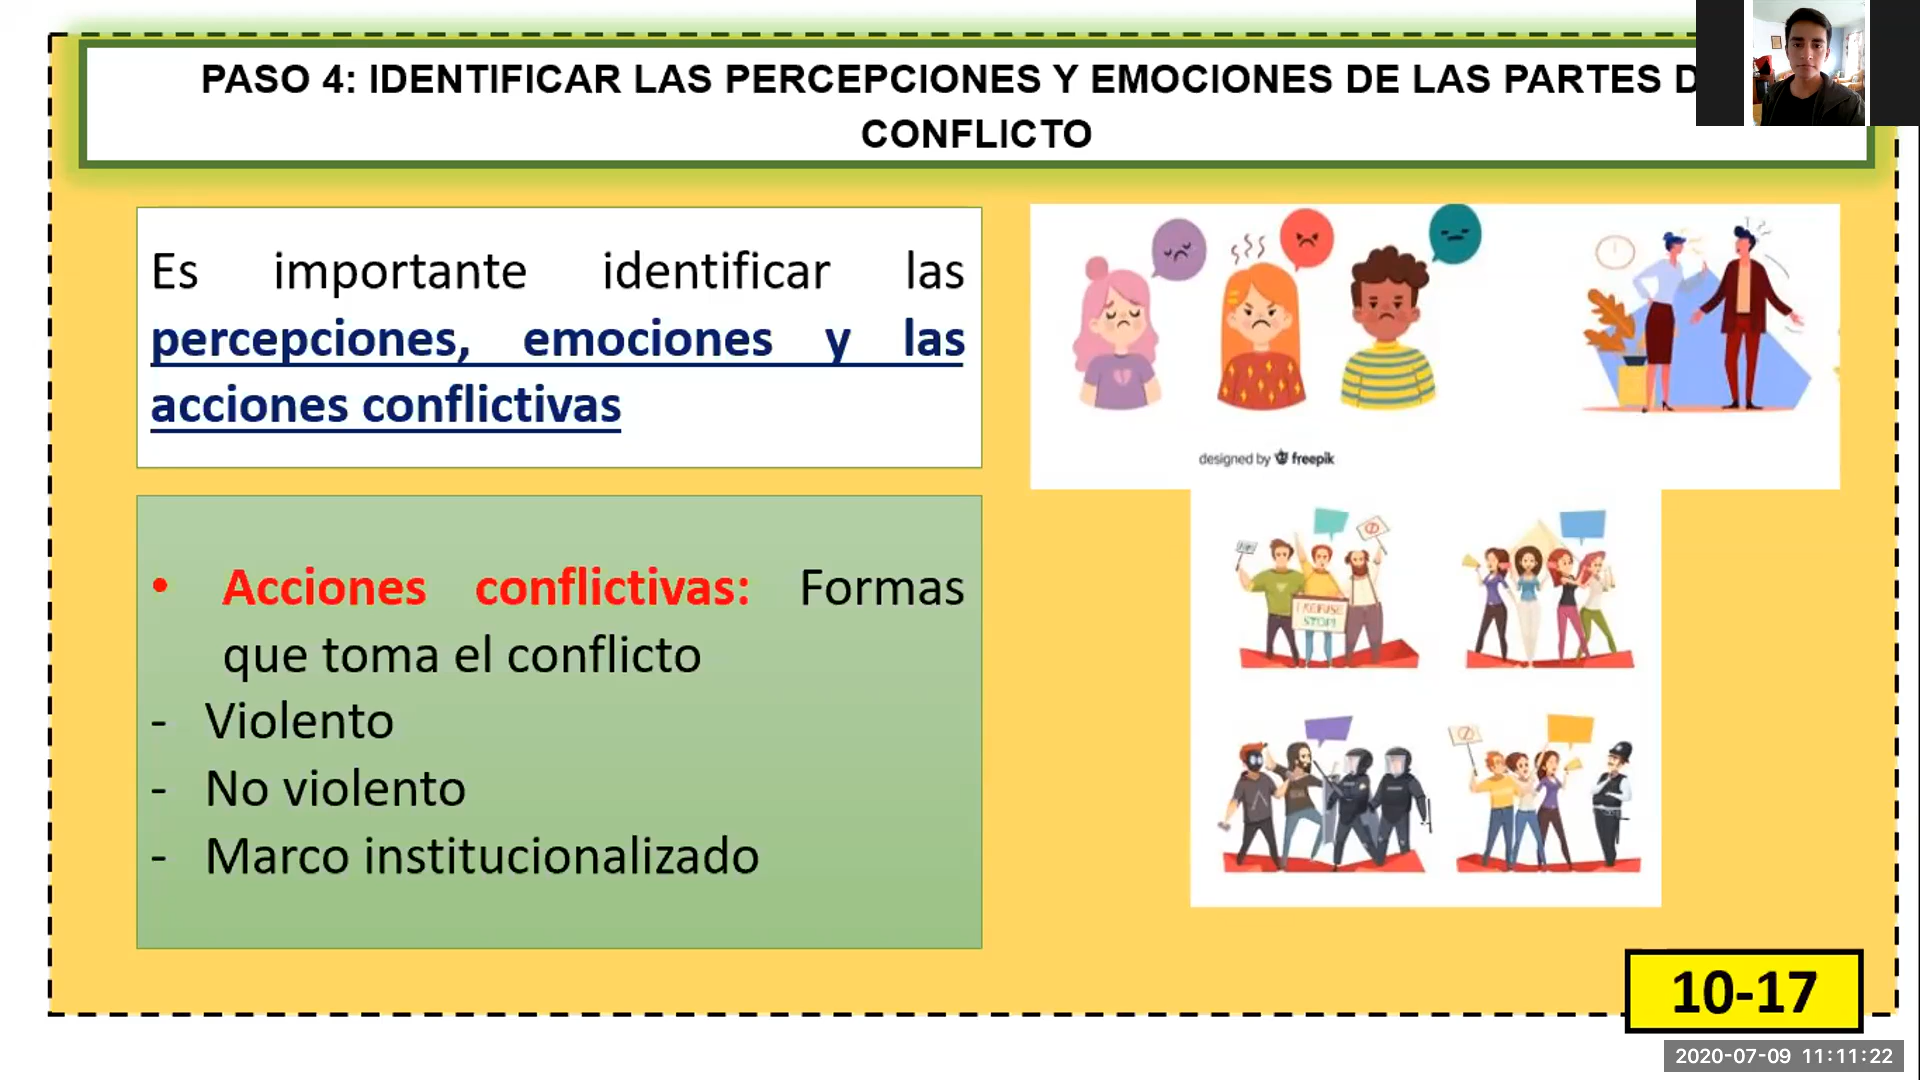 PASO 4: IDENTIFICAR LAS PERCEPCIONES Y EMOCIONES DE LAS PARTES
CONFLICTO
Es importante identificar las
percepciones, emociones y las
acciones conflictivas
designed by freepik
• Acciones conflictivas: Formas
que toma el conflicto
- Violento
- No violento
- Marco institucionalizado
STOP!
10-17
2020-07-09 11:11:22